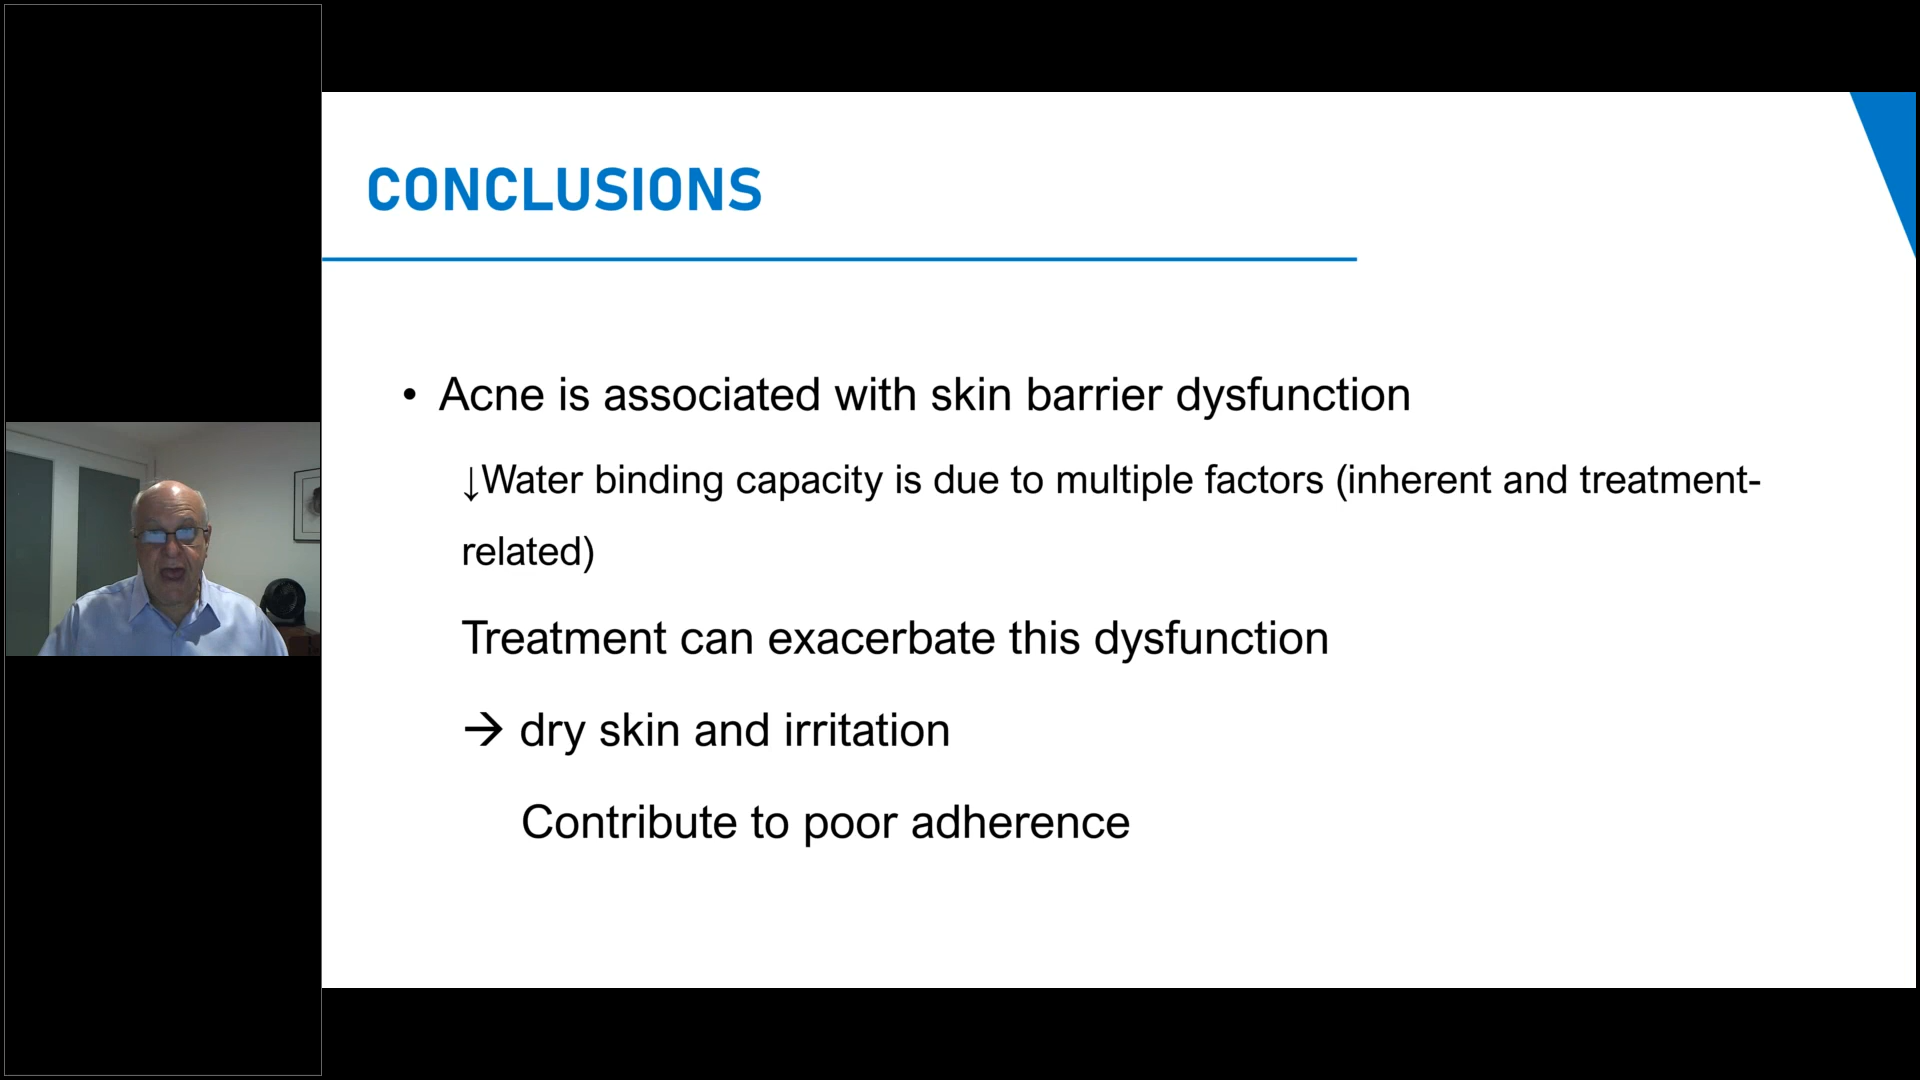 CONCLUSIONS
• Acne is associated with skin barrier dysfunction
↓Water binding capacity is due to multiple factors (inherent and treatment-
related)
Treatment can exacerbate this dysfunction
→ dry skin and irritation
Contribute to poor adherence